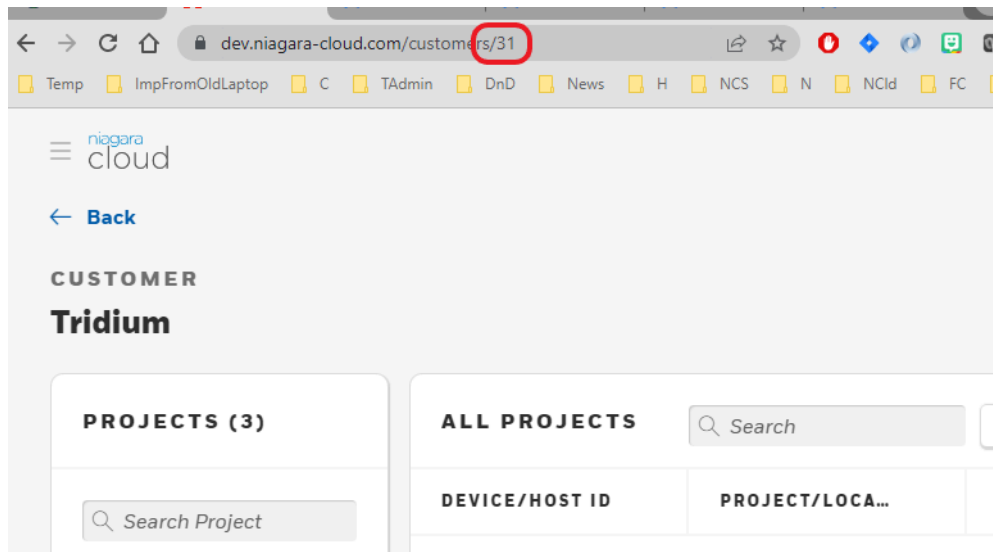 dev.niagara-cloud.com/customers/31
Temp ImpFromOldLaptop C TAdmin DnD News H NCS N NCld FC
niagara
cloud
← Back
CUSTOMER
Tridium
PROJECTS (3)
Search Project
ALL PROJECTS
Search
DEVICE/HOST ID PROJECT/LOCA...